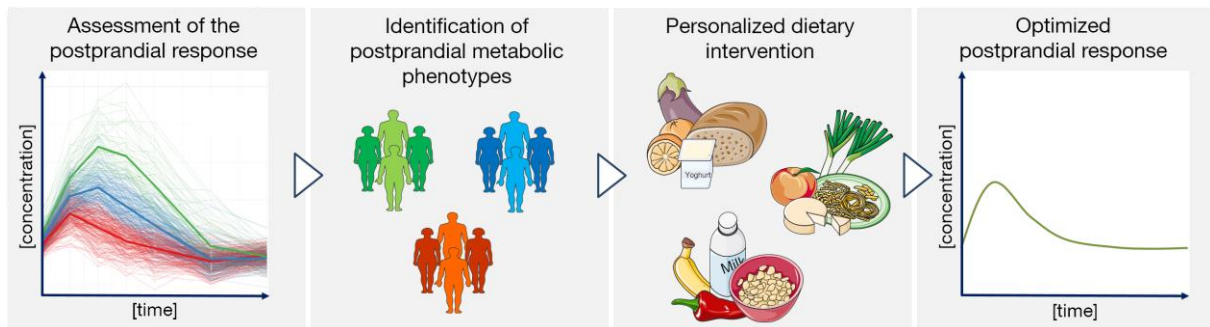 Assessment of the
postprandial response
[concentration]
[time]
Identification of
postprandial metabolic
phenotypes
Personalized dietary
intervention
Yoghurt
Milk
Optimized
postprandial response
[concentration]
[time]